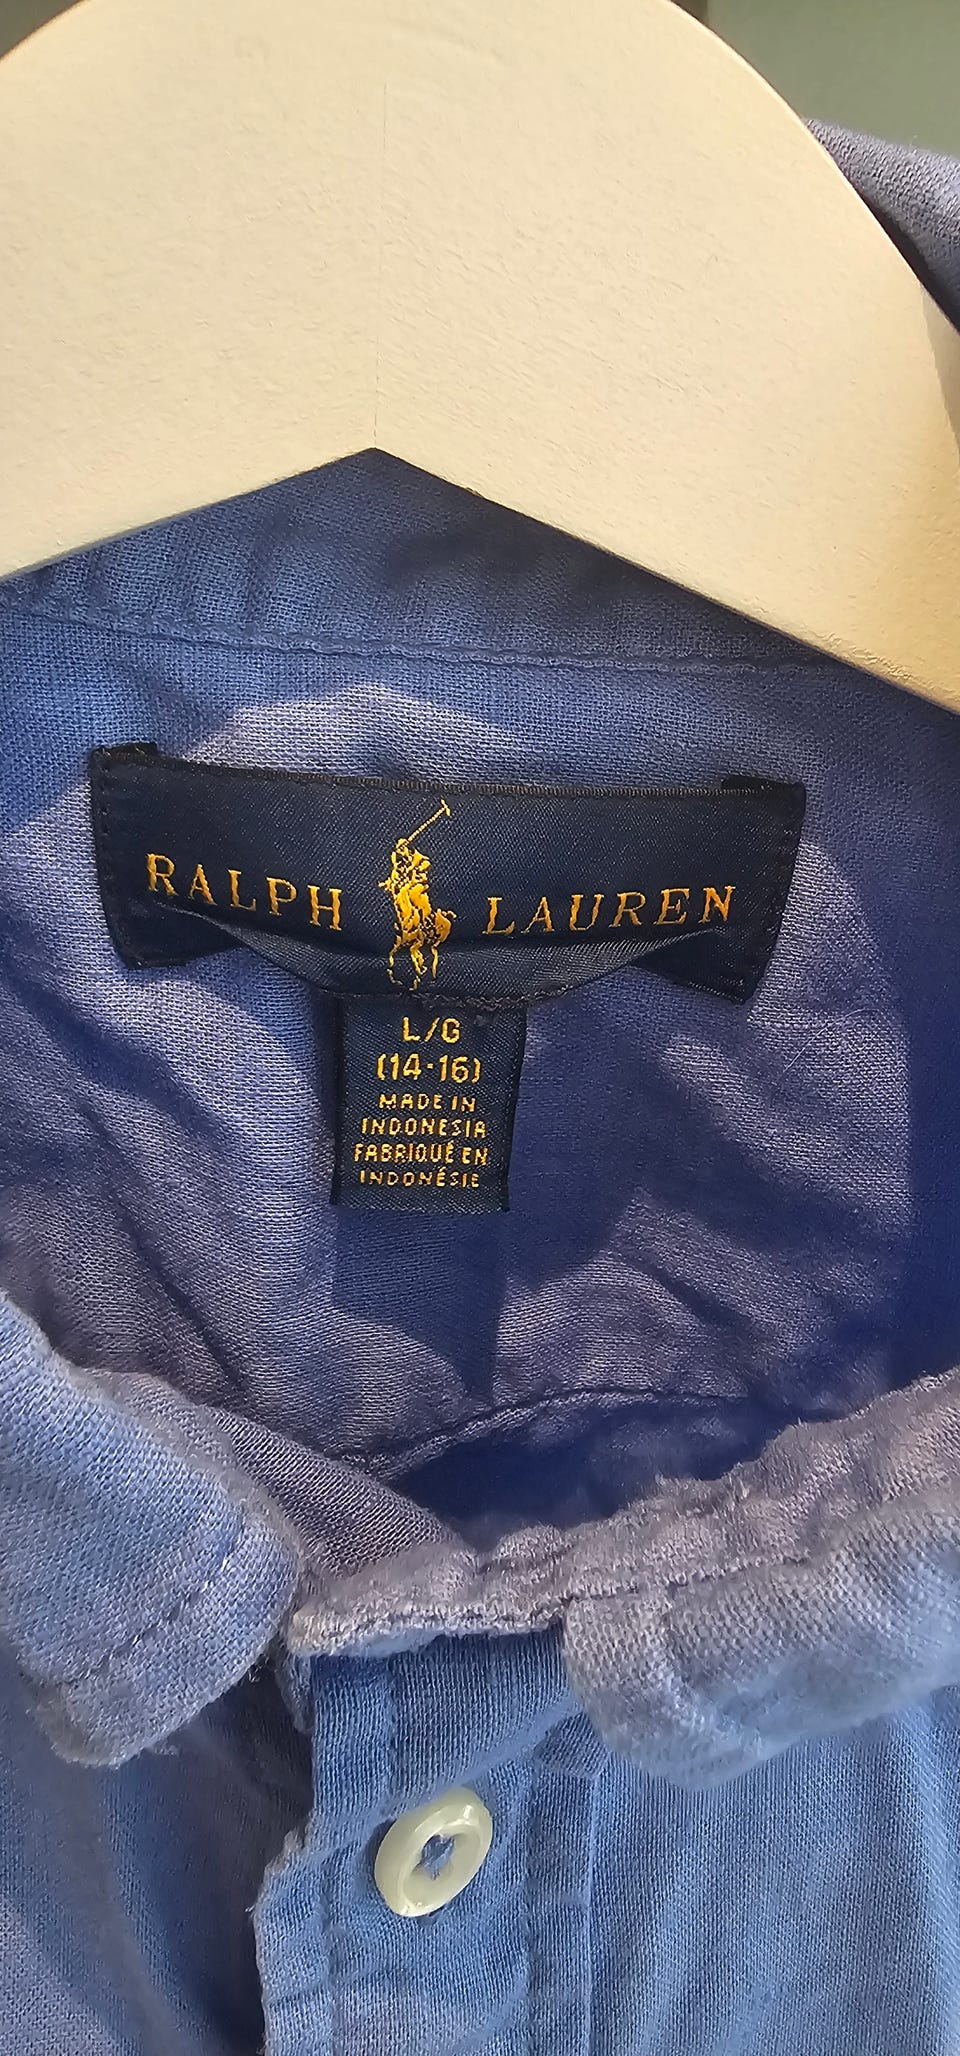 RALPH LAUREN
L/G
(14-16)
MADE IN
INDONESIA
FABRIQUÉ EN
INDONÉSIE